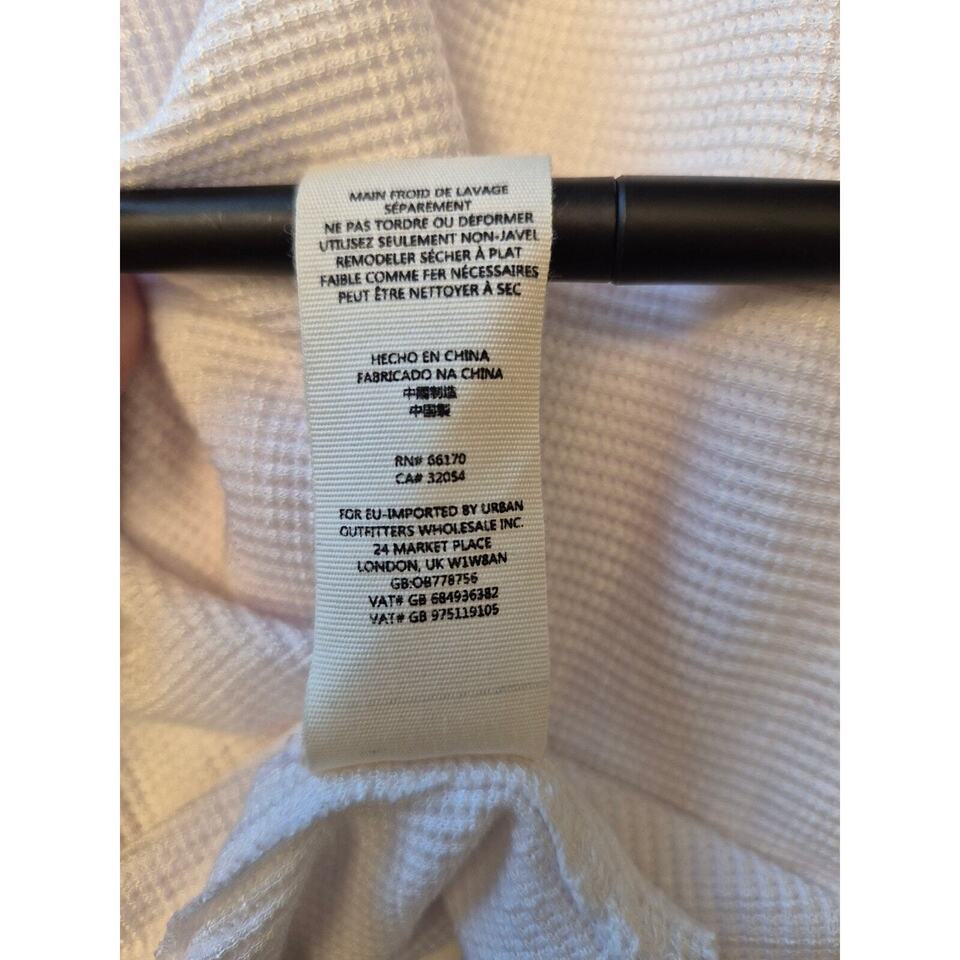 MAIN FROID DE LAVAGE
SÉPAREMENT
NE PAS TORDRE OU DÉFORMER
UTILISEZ SEULEMENT NON-JAVEL
REMODELER SÉCHER À PLAT
FAIBLE COMME FER NÉCESSAIRES
PEUT ÊTRE NETTOYER À SEC
HECHO EN CHINA
FABRICADO NA CHINA
中國制造
中国製
RN# 66170
CA# 32054
FOR EU-IMPORTED BY URBAN
OUTFITTERS WHOLESALE INC.
24 MARKET PLACE
LONDON, UK W1W8AN
GB:OB778756
VAT# GB 684936382
VAT# GB 975119105